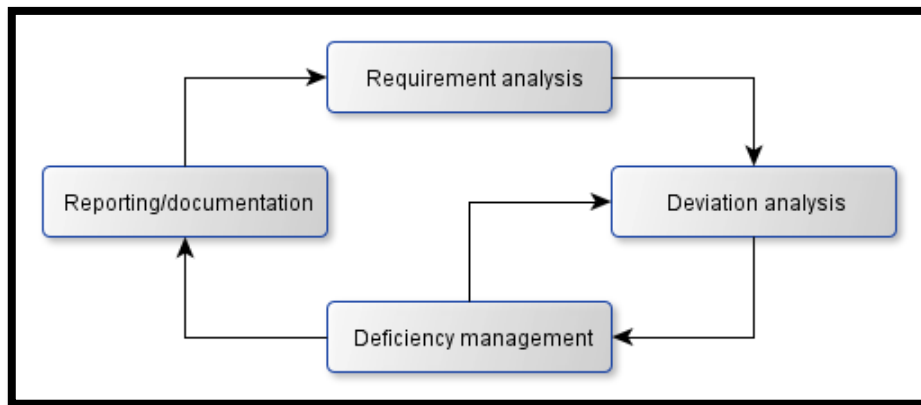 Requirement analysis
Reporting/documentation
Deviation analysis
Deficiency management